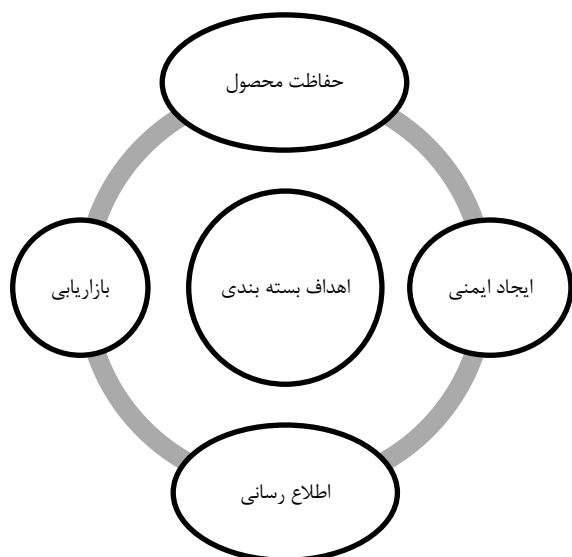 حفاظت محصول
ایجاد ایمنی
اهداف بسته بندی
بازاریابی
اطلاع رسانی